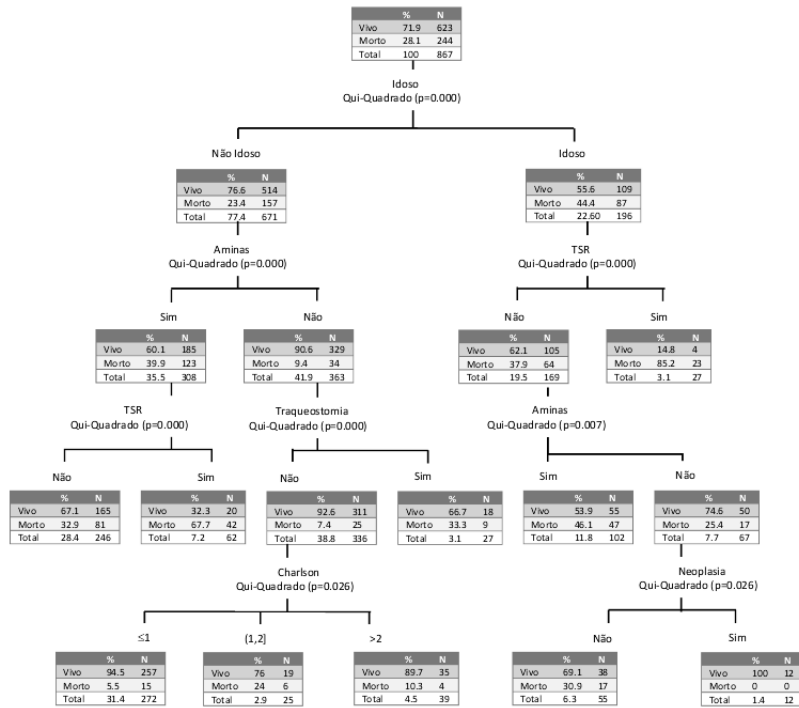 % N
Vivo 71.9 623
Morto 28.1 244
Total 100 867
Idoso
Qui-Quadrado (p=0.000)
Não Idoso
Idoso
% N
Vivo 76.6 514
Morto 23.4 157
Total 77.4 671
% N
Vivo 55.6 109
Morto 44.4 87
Total 22.60 196
Aminas
Qui-Quadrado (p=0.000)
TSR
Qui-Quadrado (p=0.000)
Sim
Não
Não
Sim
% N
Vivo 60.1 185
Morto 39.9 123
Total 35.5 308
% N
Vivo 90.6 329
Morto 9.4 34
Total 41.9 363
% N
Vivo 62.1 105
Morto 37.9 64
Total 19.5 169
% N
Vivo 14.8 4
Morto 85.2 23
Total 3.1 27
TSR
Qui-Quadrado (p=0.000)
Traqueostomia
Qui-Quadrado (p=0.000)
Aminas
Qui-Quadrado (p=0.007)
Não
Sim
Não
Sim
Sim
Não
% N
Vivo 67.1 165
Morto 32.9 81
Total 28.4 246
% N
Vivo 32.3 20
Morto 67.7 42
Total 7.2 62
% N
Vivo 92.6 311
Morto 7.4 25
Total 38.8 336
% N
Vivo 66.7 18
Morto 33.3 9
Total 3.1 27
% N
Vivo 53.9 55
Morto 46.1 47
Total 11.8 102
% N
Vivo 74.6 50
Morto 25.4 17
Total 7.7 67
Charlson
Qui-Quadrado (p=0.026)
Neoplasia
Qui-Quadrado (p=0.026)
≤1
(1,2]
>2
Não
Sim
% N
Vivo 94.5 257
Morto 5.5 15
Total 31.4 272
% N
Vivo 76 19
Morto 24 6
Total 2.9 25
% N
Vivo 89.7 35
Morto 10.3 4
Total 4.5 39
% N
Vivo 69.1 38
Morto 30.9 17
Total 6.3 55
% N
Vivo 100 12
Morto 0 0
Total 1.4 12